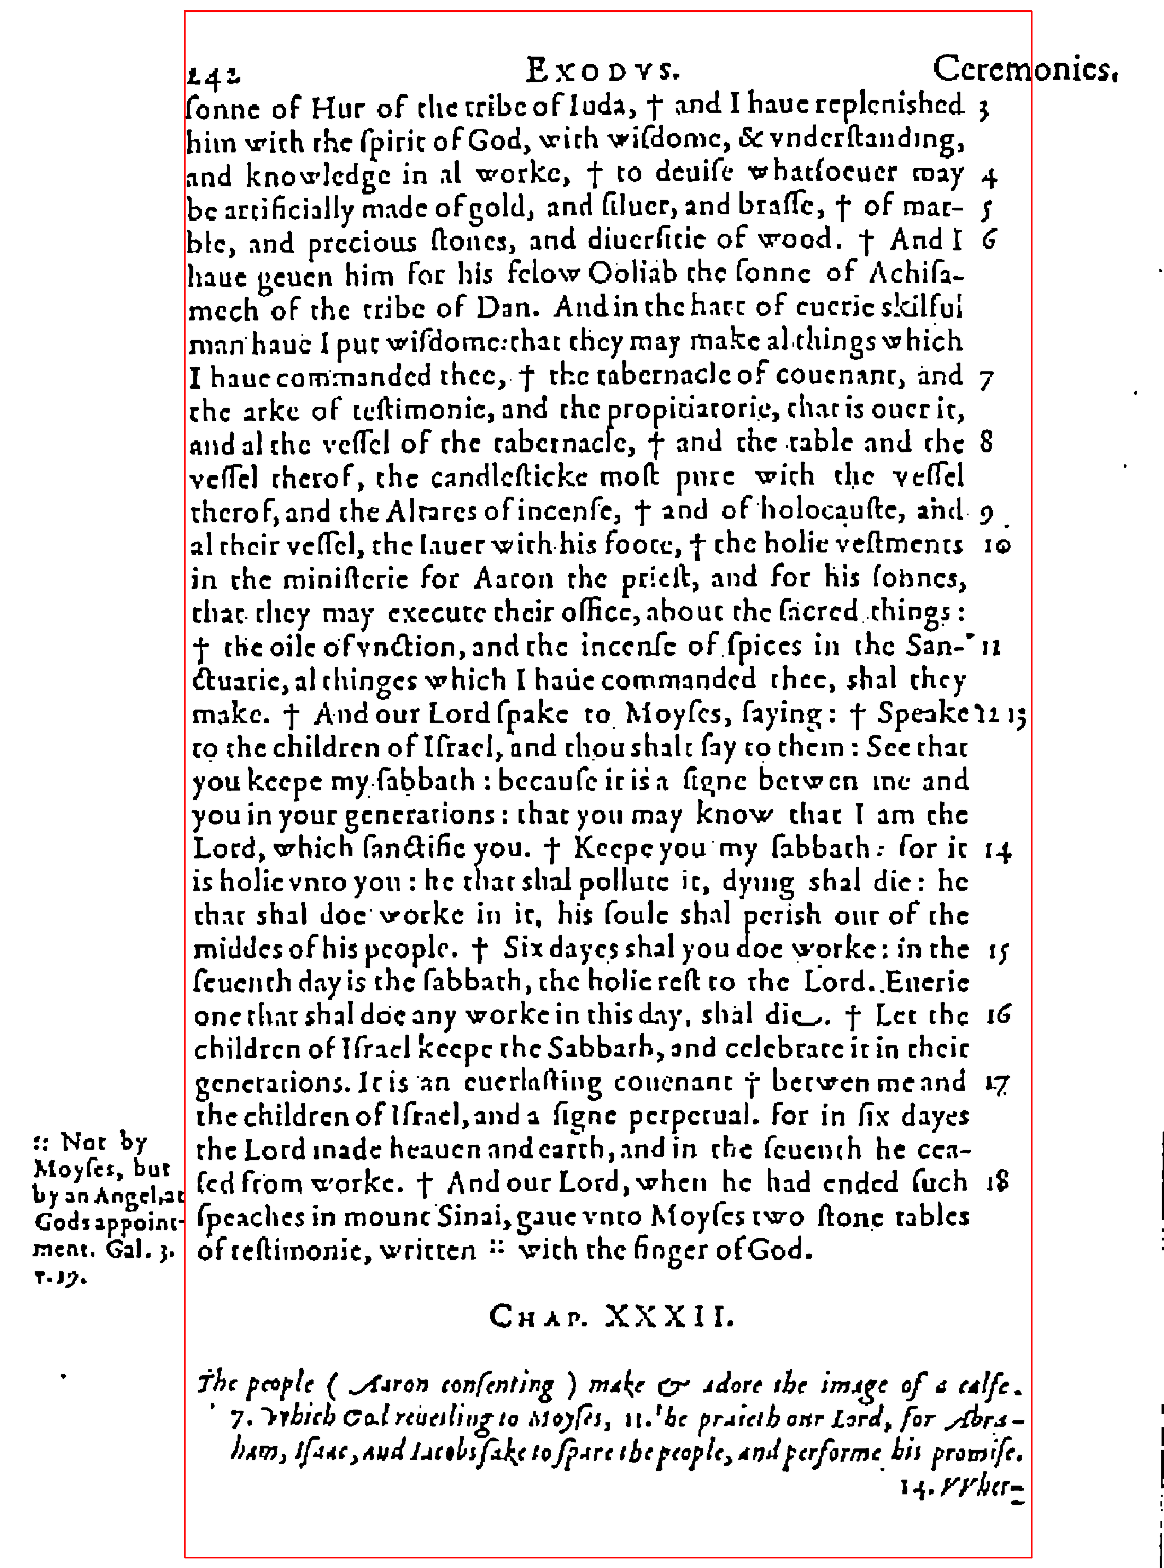 242 EXODVS. Ceremonies.
ſonne of Hur of the tribe of Iuda, † and I haue replenished 3
him with the ſpirit of God, with wiſdome, & vnderſtanding,
and knowledge in al worke, † to deuiſe whatſoeuer may 4
be artificially made of gold, and ſiluer, and braſſe, † of mar- 5
ble, and precious ſtones, and diuerſitie of wood. † And I 6
haue geuen him for his felow Ooliab the ſonne of Achiſa-
mech of the tribe of Dan. And in the hart of euerie skilful
man haue I put wiſdome: that they may make al things which
I haue commanded thee, † the tabernacle of couenant, and 7
the arke of teſtimonie, and the propitiatorie, that is ouer it,
and al the veſſel of the tabernacle, † and the table and the 8
veſſel therof, the candleſticke moſt pure with the veſſel
therof, and the Altares of incenſe, † and of holocauſte, and 9
al their veſſel, the lauer with his foote, † the holie veſtments 10
in the miniſterie for Aaron the prieſt, and for his ſonnes,
that they may execute their office, about the ſacred things:
† the oile of vnction, and the incenſe of ſpices in the San- 11
ctuarie, al thinges which I haue commanded thee, shal they
make. † And our Lord ſpake to Moyſes, ſaying: † Speake 12 13
to the children of Iſrael, and thou shalt ſay to them: See that
you keepe my ſabbath: becauſe it is a ſigne betwen me and
you in your generations: that you may know that I am the
Lord, which ſanctifie you. † Keepe you my ſabbath: for it 14
is holie vnto you: he that shal pollute it, dying shal die: he
that shal doe worke in it, his ſoule shal perish out of the
middes of his people. † Six dayes shal you doe worke: in the 15
ſeuenth day is the ſabbath, the holie reſt to the Lord. Euerie
one that shal doe any worke in this day, shal die. † Let the 16
children of Iſrael keepe the Sabbath, and celebrate it in their
generations. It is an euerlaſting couenant † betwen me and 17
the children of Iſrael, and a ſigne perpetual. for in ſix dayes
the Lord made heauen and earth, and in the ſeuenth he cea-
ſed from worke. † And our Lord, when he had ended ſuch 18
ſpeaches in mount Sinai, gaue vnto Moyſes two ſtone tables
of teſtimonie, written :: with the finger of God.
:: Not by
Moyſes, but
by an Angel, at
Gods appoint-
ment. Gal. 3.
v. 19.
CHAP. XXXII.
The people ( Aaron conſenting ) make & adore the image of a calfe.
7. Which God reueiling to Moyſes, 11. he praieth our Lord, for Abra-
ham, Iſaac, and Iacobs ſake to ſpare the people, and performe his promiſe.
14. VVher-